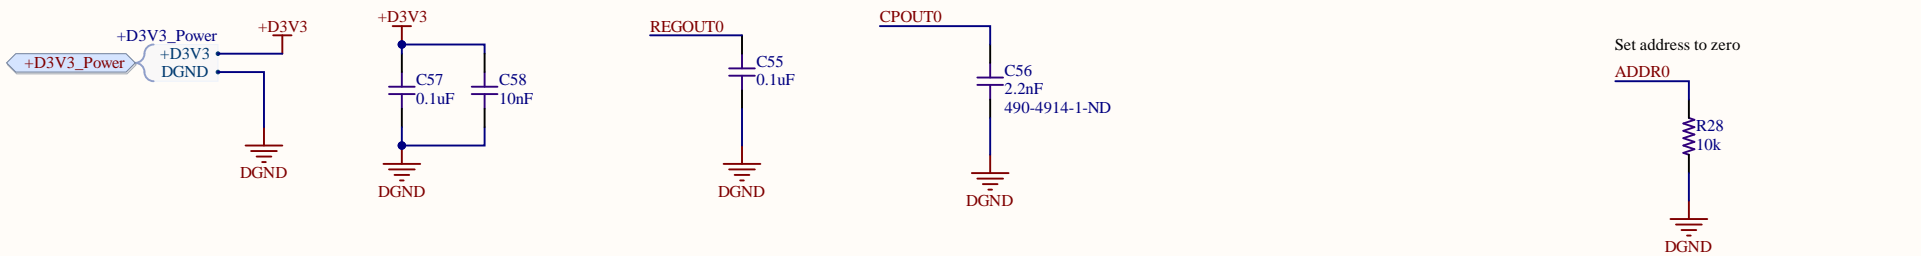 +D3V3_Power
+D3V3_Power
+D3V3
DGND
+D3V3
DGND
+D3V3
C57
0.1uF
C58
10nF
DGND
REGOUT0
C55
0.1uF
DGND
CPOUT0
C56
2.2nF
490-4914-1-ND
DGND
Set address to zero
ADDR0
R28
10k
DGND